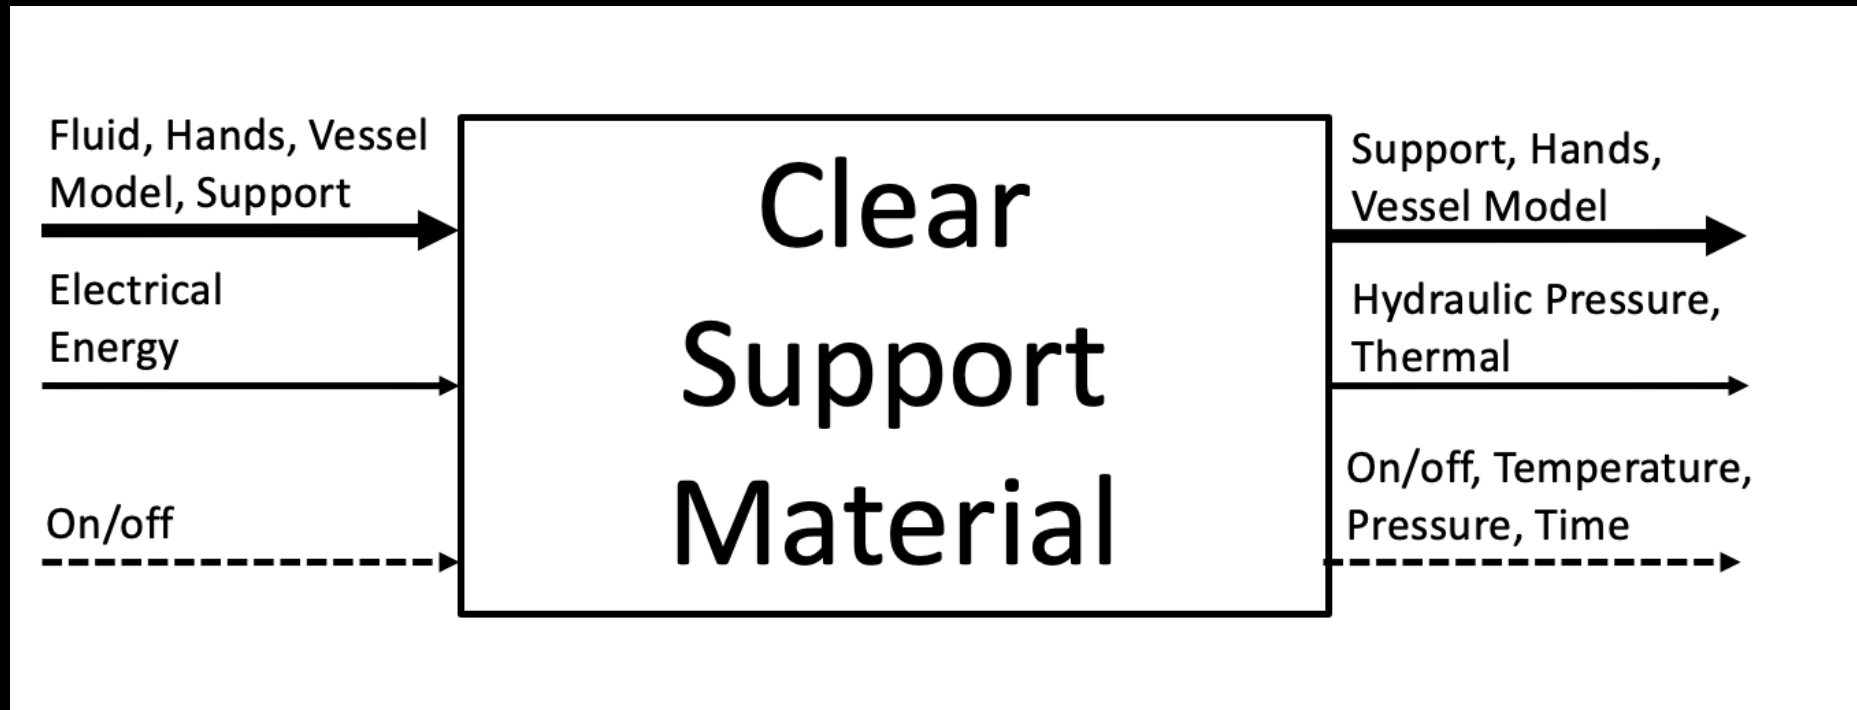 Fluid, Hands, Vessel
Model, Support
Electrical
Energy
On/off
Clear
Support
Material
Support, Hands,
Vessel Model
Hydraulic Pressure,
Thermal
On/off, Temperature,
Pressure, Time